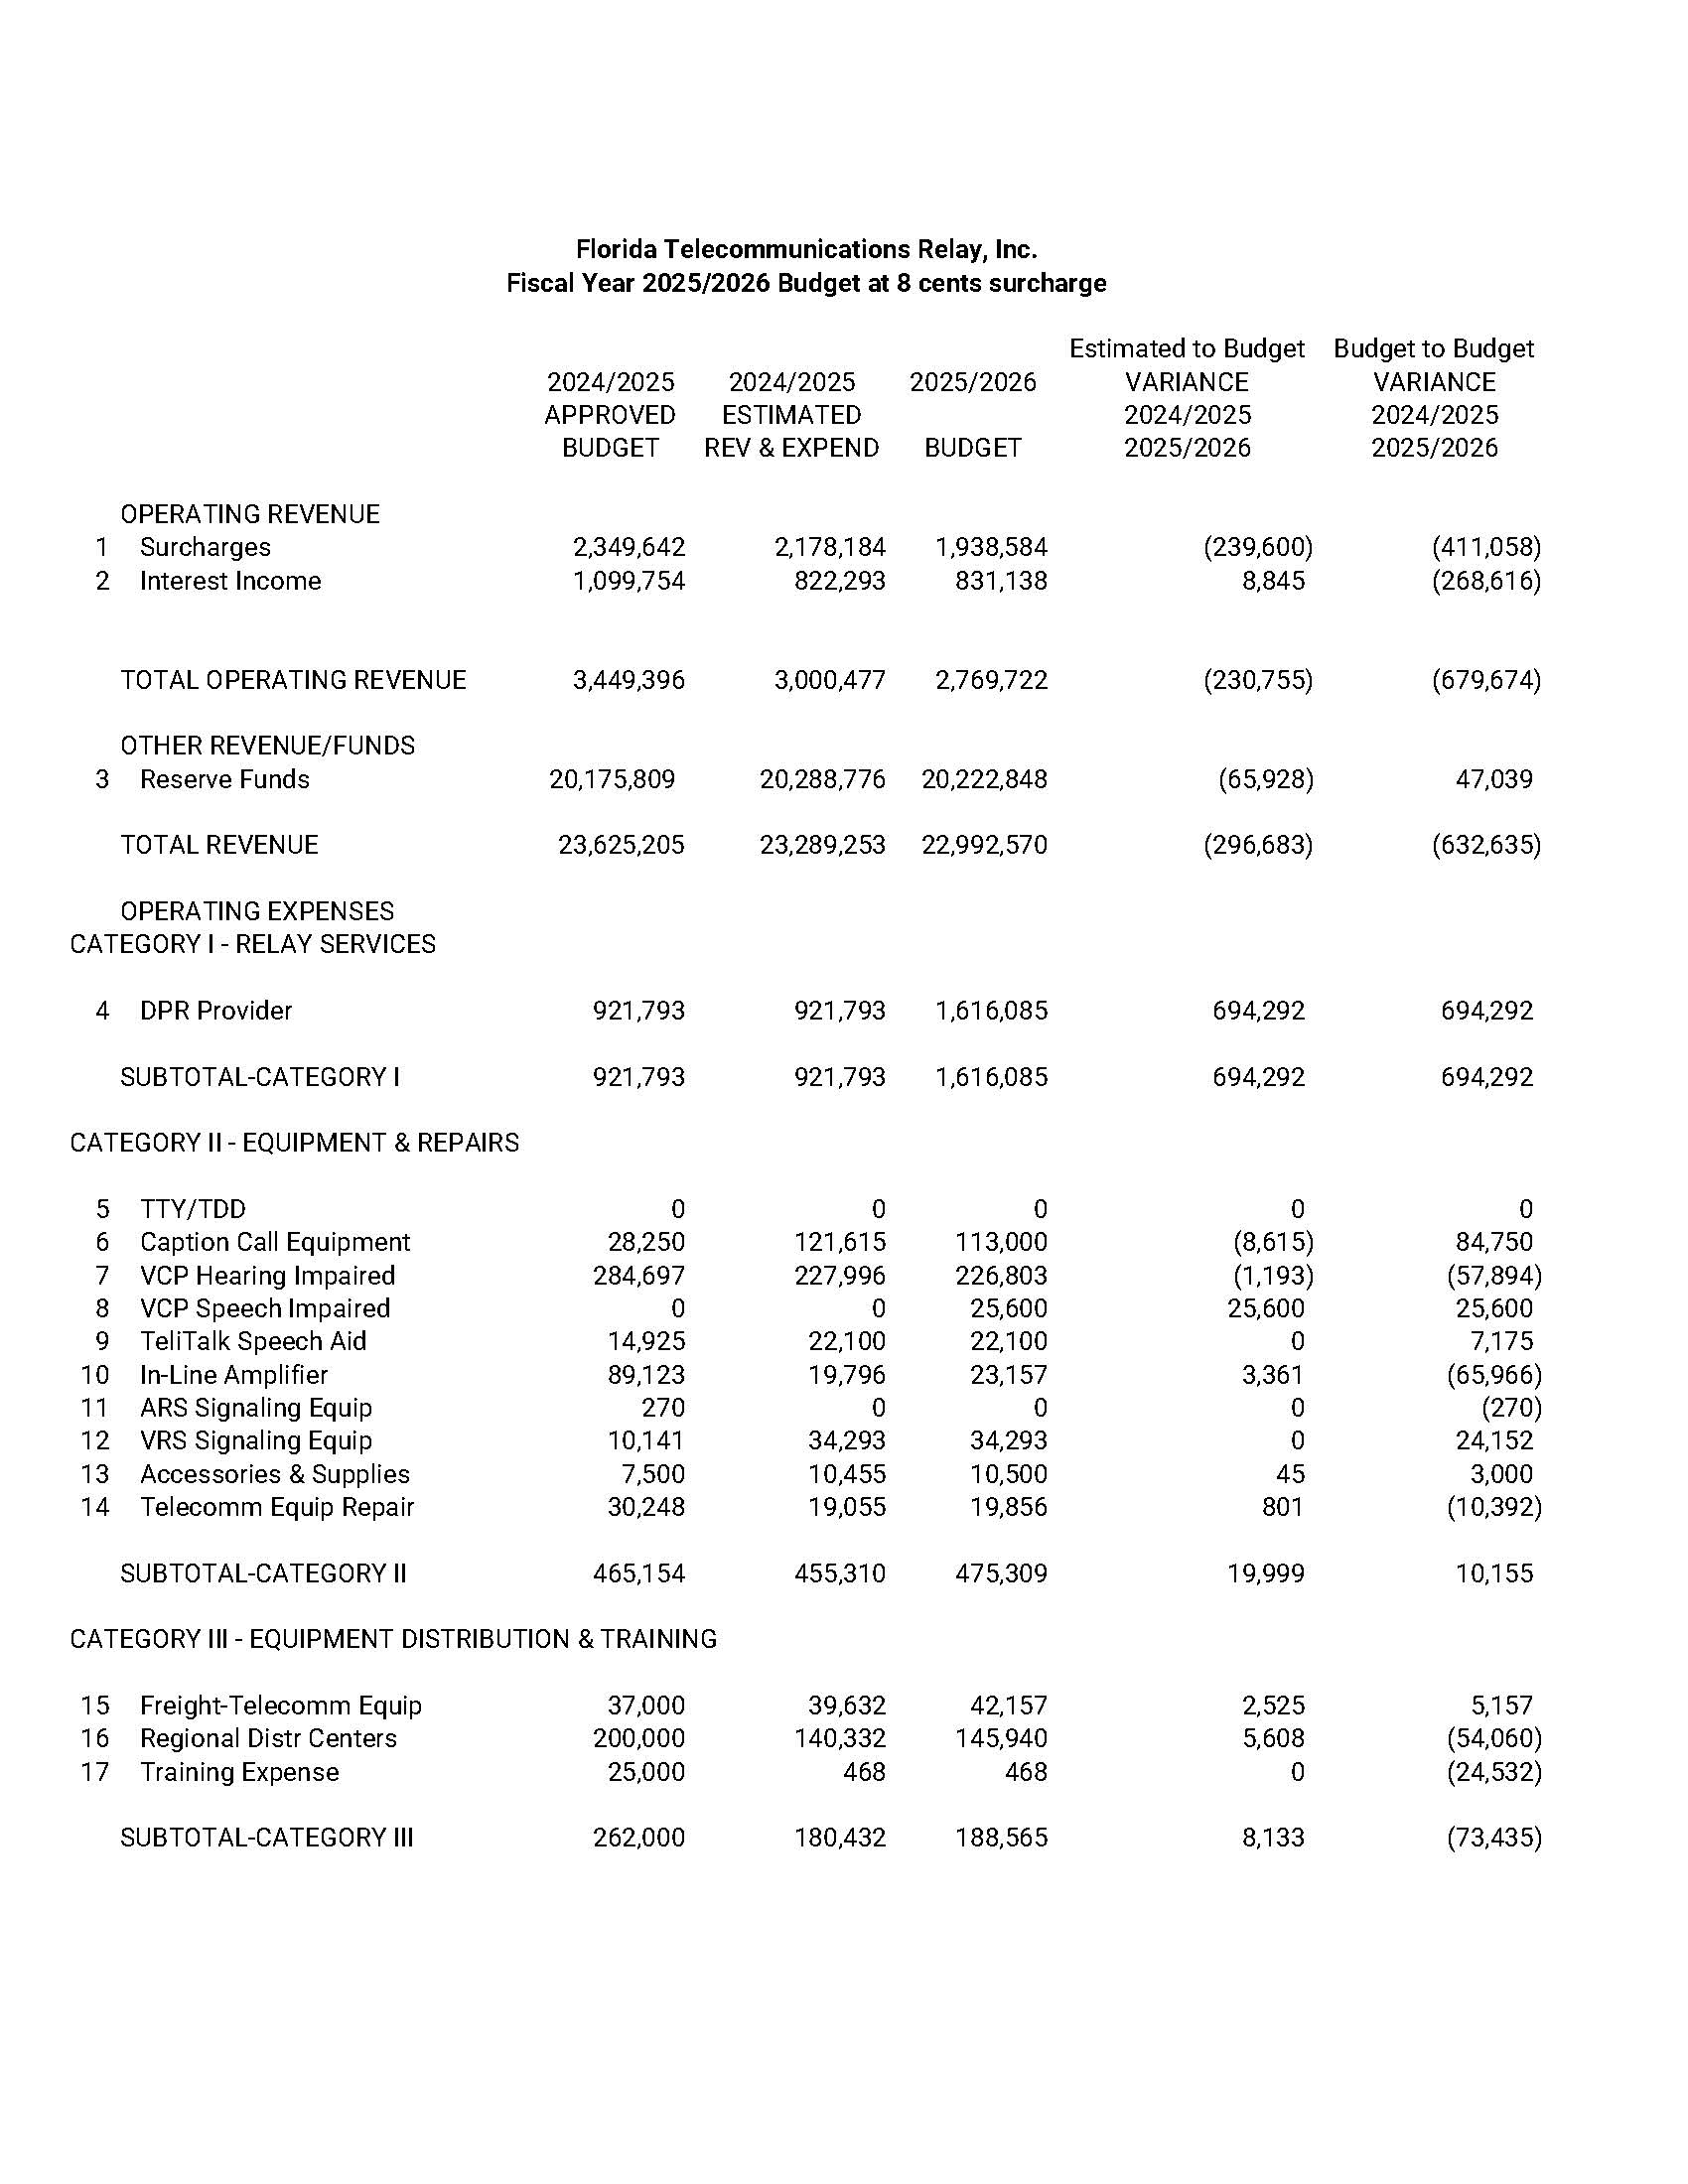 Florida Telecommunications Relay, Inc.
Fiscal Year 2025/2026 Budget at 8 cents surcharge
Estimated to Budget Budget to Budget
2024/2025 2024/2025 2025/2026 VARIANCE VARIANCE
APPROVED ESTIMATED 2024/2025 2024/2025
BUDGET REV & EXPEND BUDGET 2025/2026 2025/2026
OPERATING REVENUE
1 Surcharges 2,349,642 2,178,184 1,938,584 (239,600) (411,058)
2 Interest Income 1,099,754 822,293 831,138 8,845 (268,616)
TOTAL OPERATING REVENUE 3,449,396 3,000,477 2,769,722 (230,755) (679,674)
OTHER REVENUE/FUNDS
3 Reserve Funds 20,175,809 20,288,776 20,222,848 (65,928) 47,039
TOTAL REVENUE 23,625,205 23,289,253 22,992,570 (296,683) (632,635)
OPERATING EXPENSES
CATEGORY I - RELAY SERVICES
4 DPR Provider 921,793 921,793 1,616,085 694,292 694,292
SUBTOTAL-CATEGORY I 921,793 921,793 1,616,085 694,292 694,292
CATEGORY II - EQUIPMENT & REPAIRS
5 TTY/TDD 0 0 0 0 0
6 Caption Call Equipment 28,250 121,615 113,000 (8,615) 84,750
7 VCP Hearing Impaired 284,697 227,996 226,803 (1,193) (57,894)
8 VCP Speech Impaired 0 0 25,600 25,600 25,600
9 TeliTalk Speech Aid 14,925 22,100 22,100 0 7,175
10 In-Line Amplifier 89,123 19,796 23,157 3,361 (65,966)
11 ARS Signaling Equip 270 0 0 0 (270)
12 VRS Signaling Equip 10,141 34,293 34,293 0 24,152
13 Accessories & Supplies 7,500 10,455 10,500 45 3,000
14 Telecomm Equip Repair 30,248 19,055 19,856 801 (10,392)
SUBTOTAL-CATEGORY II 465,154 455,310 475,309 19,999 10,155
CATEGORY III - EQUIPMENT DISTRIBUTION & TRAINING
15 Freight-Telecomm Equip 37,000 39,632 42,157 2,525 5,157
16 Regional Distr Centers 200,000 140,332 145,940 5,608 (54,060)
17 Training Expense 25,000 468 468 0 (24,532)
SUBTOTAL-CATEGORY III 262,000 180,432 188,565 8,133 (73,435)